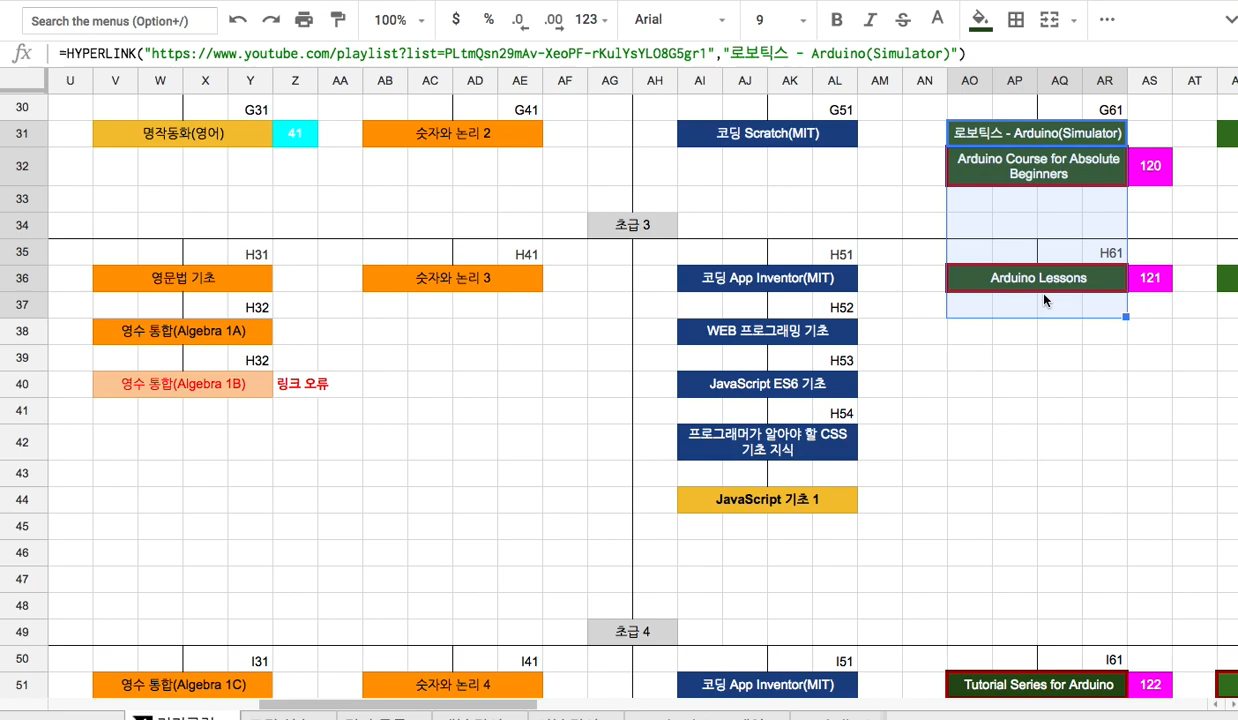 Search the menus (Option+/)
100%
$
%
.0
.00
123
Arial
9
B
I
S
A
fx
=HYPERLINK("https://www.youtube.com/playlist?list=PLtmQsn29mAv-XeoPF-rKulYsYLO8G5gr1","로보틱스 - Arduino(Simulator)")
U V W X Y Z AA AB AC AD AE AF AG AH AI AJ AK AL AM AN AO AP AQ AR AS AT
30 G31 G41 G51 G61
31 명작동화(영어) 41 숫자와 논리 2 코딩 Scratch(MIT) 로보틱스 - Arduino(Simulator)
32 Arduino Course for Absolute
Beginners 120
33
34 초급 3
35 H31 H41 H51 H61
36 영문법 기초 숫자와 논리 3 코딩 App Inventor(MIT) Arduino Lessons 121
37 H32 H52
38 영수 통합(Algebra 1A) WEB 프로그래밍 기초
39 H32 H53
40 영수 통합(Algebra 1B) 링크 오류 JavaScript ES6 기초
41 H54
42 프로그래머가 알아야 할 CSS
기초 지식
43
44 JavaScript 기초 1
45
46
47
48
49 초급 4
50 I31 I41 I51 I61
51 영수 통합(Algebra 1C) 숫자와 논리 4 코딩 App Inventor(MIT) Tutorial Series for Arduino 122